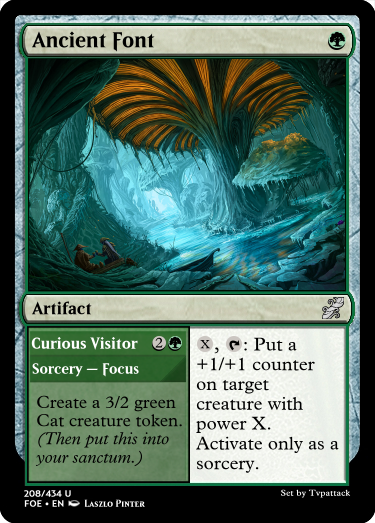 Ancient Font
Artifact
Curious Visitor 2
Sorcery — Focus
Create a 3/2 green
Cat creature token.
(Then put this into
your sanctum.)
X, : Put a
+1/+1 counter
on target
creature with
power X.
Activate only as a
sorcery.
208/434 U
FOE • EN Laszlo Pinter
Set by Tvpattack